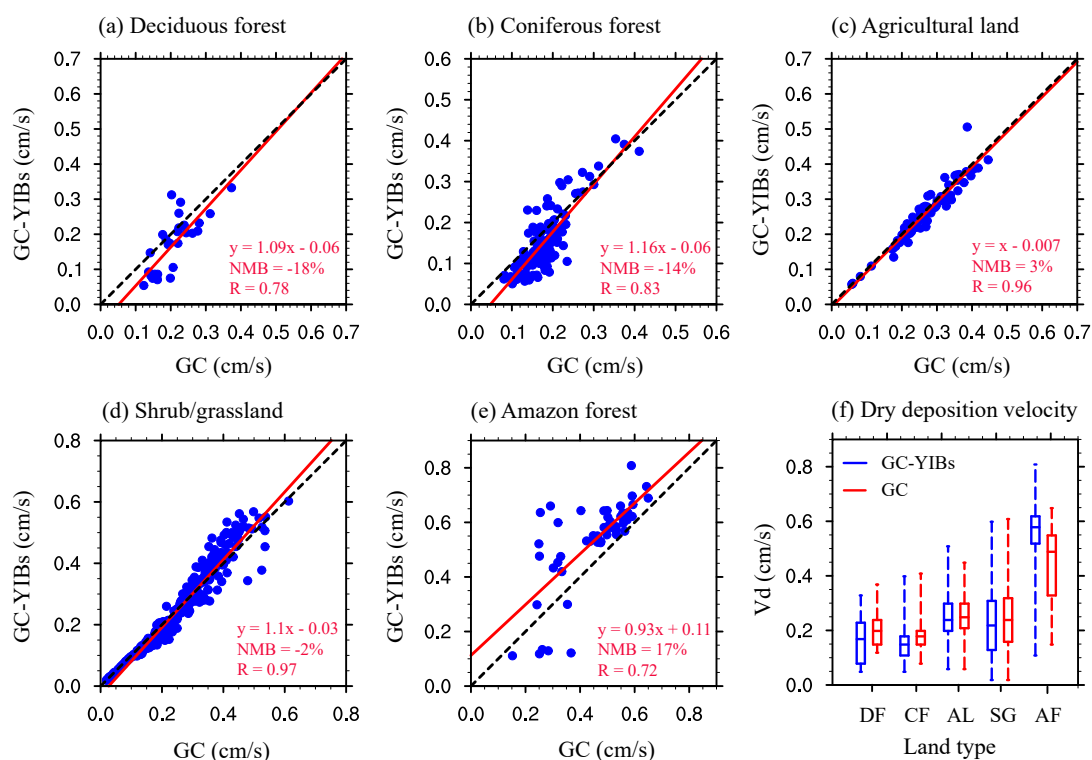 (a) Deciduous forest
0.7
0.6
0.5
0.4
0.3
0.2
0.1
0.0
GC-YIBs (cm/s)
y = 1.09x - 0.06
NMB = -18%
R = 0.78
0.0 0.1 0.2 0.3 0.4 0.5 0.6 0.7
GC (cm/s)
(b) Coniferous forest
0.6
0.5
0.4
0.3
0.2
0.1
0.0
GC-YIBs (cm/s)
y = 1.16x - 0.06
NMB = -14%
R = 0.83
0.0 0.1 0.2 0.3 0.4 0.5 0.6
GC (cm/s)
(c) Agricultural land
0.7
0.6
0.5
0.4
0.3
0.2
0.1
0.0
GC-YIBs (cm/s)
y = x - 0.007
NMB = 3%
R = 0.96
0.0 0.1 0.2 0.3 0.4 0.5 0.6 0.7
GC (cm/s)
(d) Shrub/grassland
0.8
0.6
0.4
0.2
0.0
GC-YIBs (cm/s)
y = 1.1x - 0.03
NMB = -2%
R = 0.97
0.0 0.2 0.4 0.6 0.8
GC (cm/s)
(e) Amazon forest
0.8
0.6
0.4
0.2
0.0
GC-YIBs (cm/s)
y = 0.93x + 0.11
NMB = 17%
R = 0.72
0.0 0.2 0.4 0.6 0.8
GC (cm/s)
(f) Dry deposition velocity
0.8
0.6
0.4
0.2
0.0
Vd (cm/s)
GC-YIBs
GC
DF CF AL SG AF
Land type